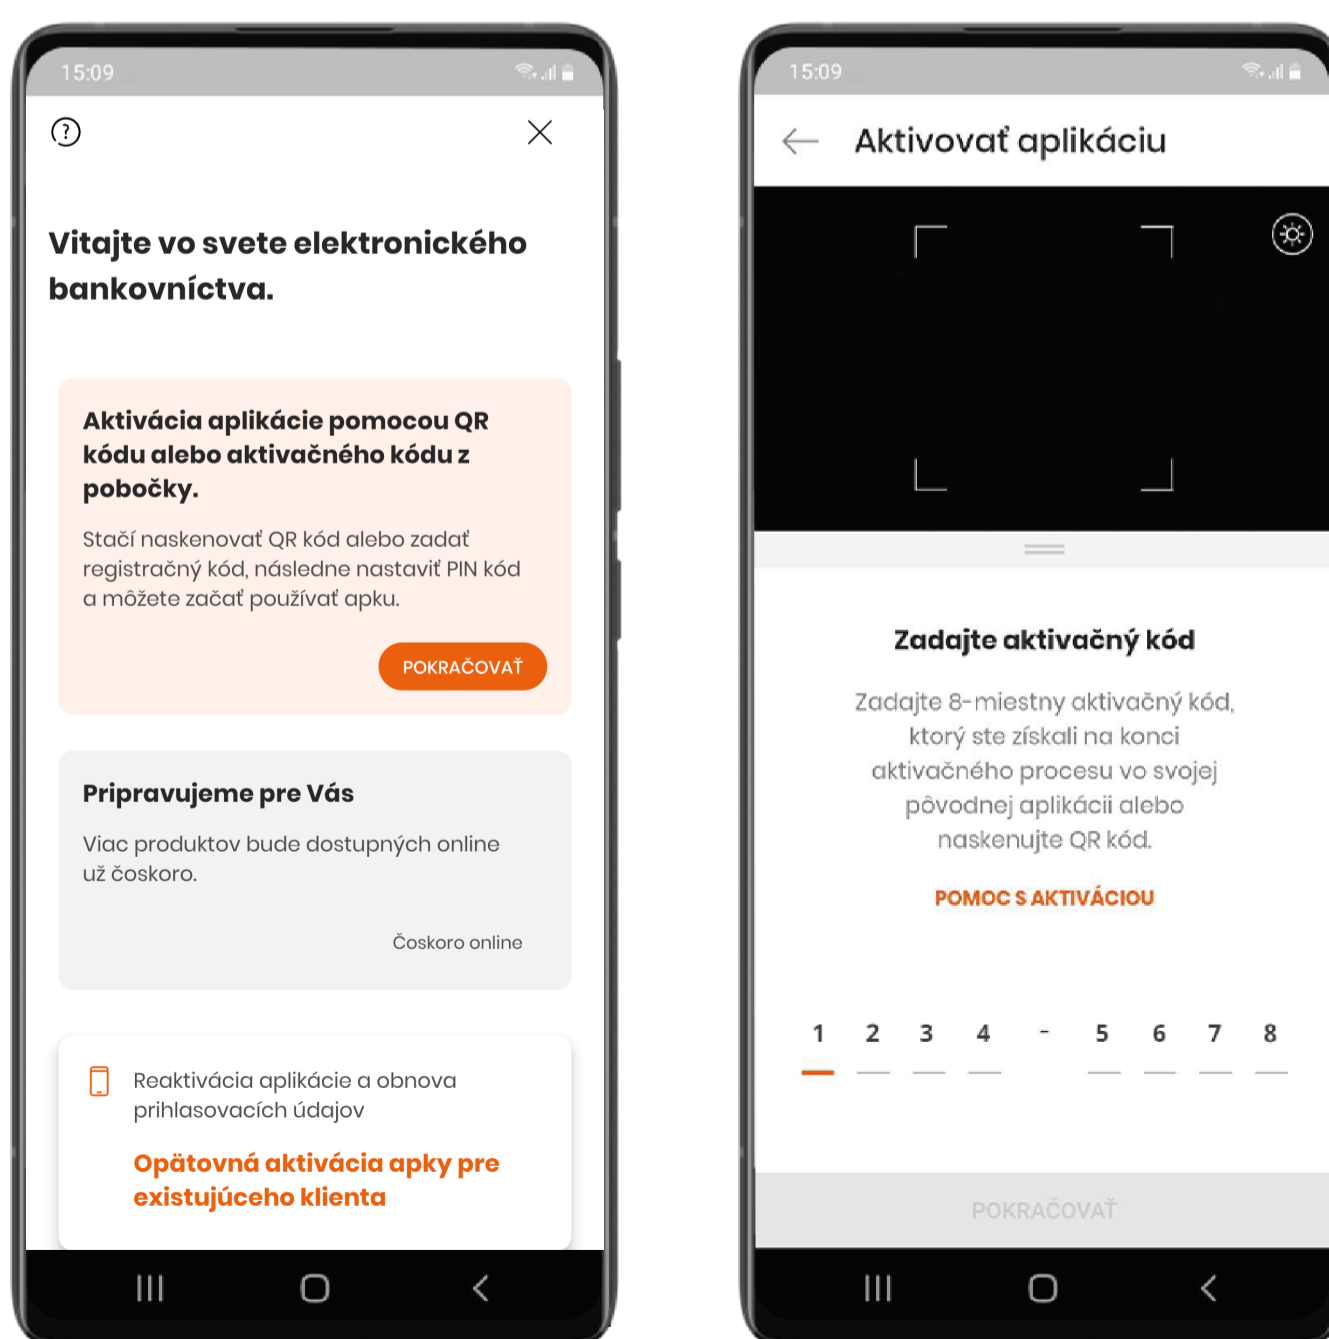 15:09
Vitajte vo svete elektronického
bankovníctva.
Aktivácia aplikácie pomocou QR
kódu alebo aktivačného kódu z
pobočky.
Stačí naskenovať QR kód alebo zadať
registračný kód, následne nastaviť PIN kód
a môžete začať používať apku.
POKRAČOVAŤ
Pripravujeme pre Vás
Viac produktov bude dostupných online
už čoskoro.
Čoskoro online
Reaktivácia aplikácie a obnova
prihlasovacích údajov
Opätovná aktivácia apky pre
existujúceho klienta
15:09
Aktivovať aplikáciu
Zadajte aktivačný kód
Zadajte 8-miestny aktivačný kód,
ktorý ste získali na konci
aktivačného procesu vo svojej
pôvodnej aplikácii alebo
naskenujte QR kód.
POMOC S AKTIVÁCIOU
1 2 3 4 - 5 6 7 8
POKRAČOVAŤ